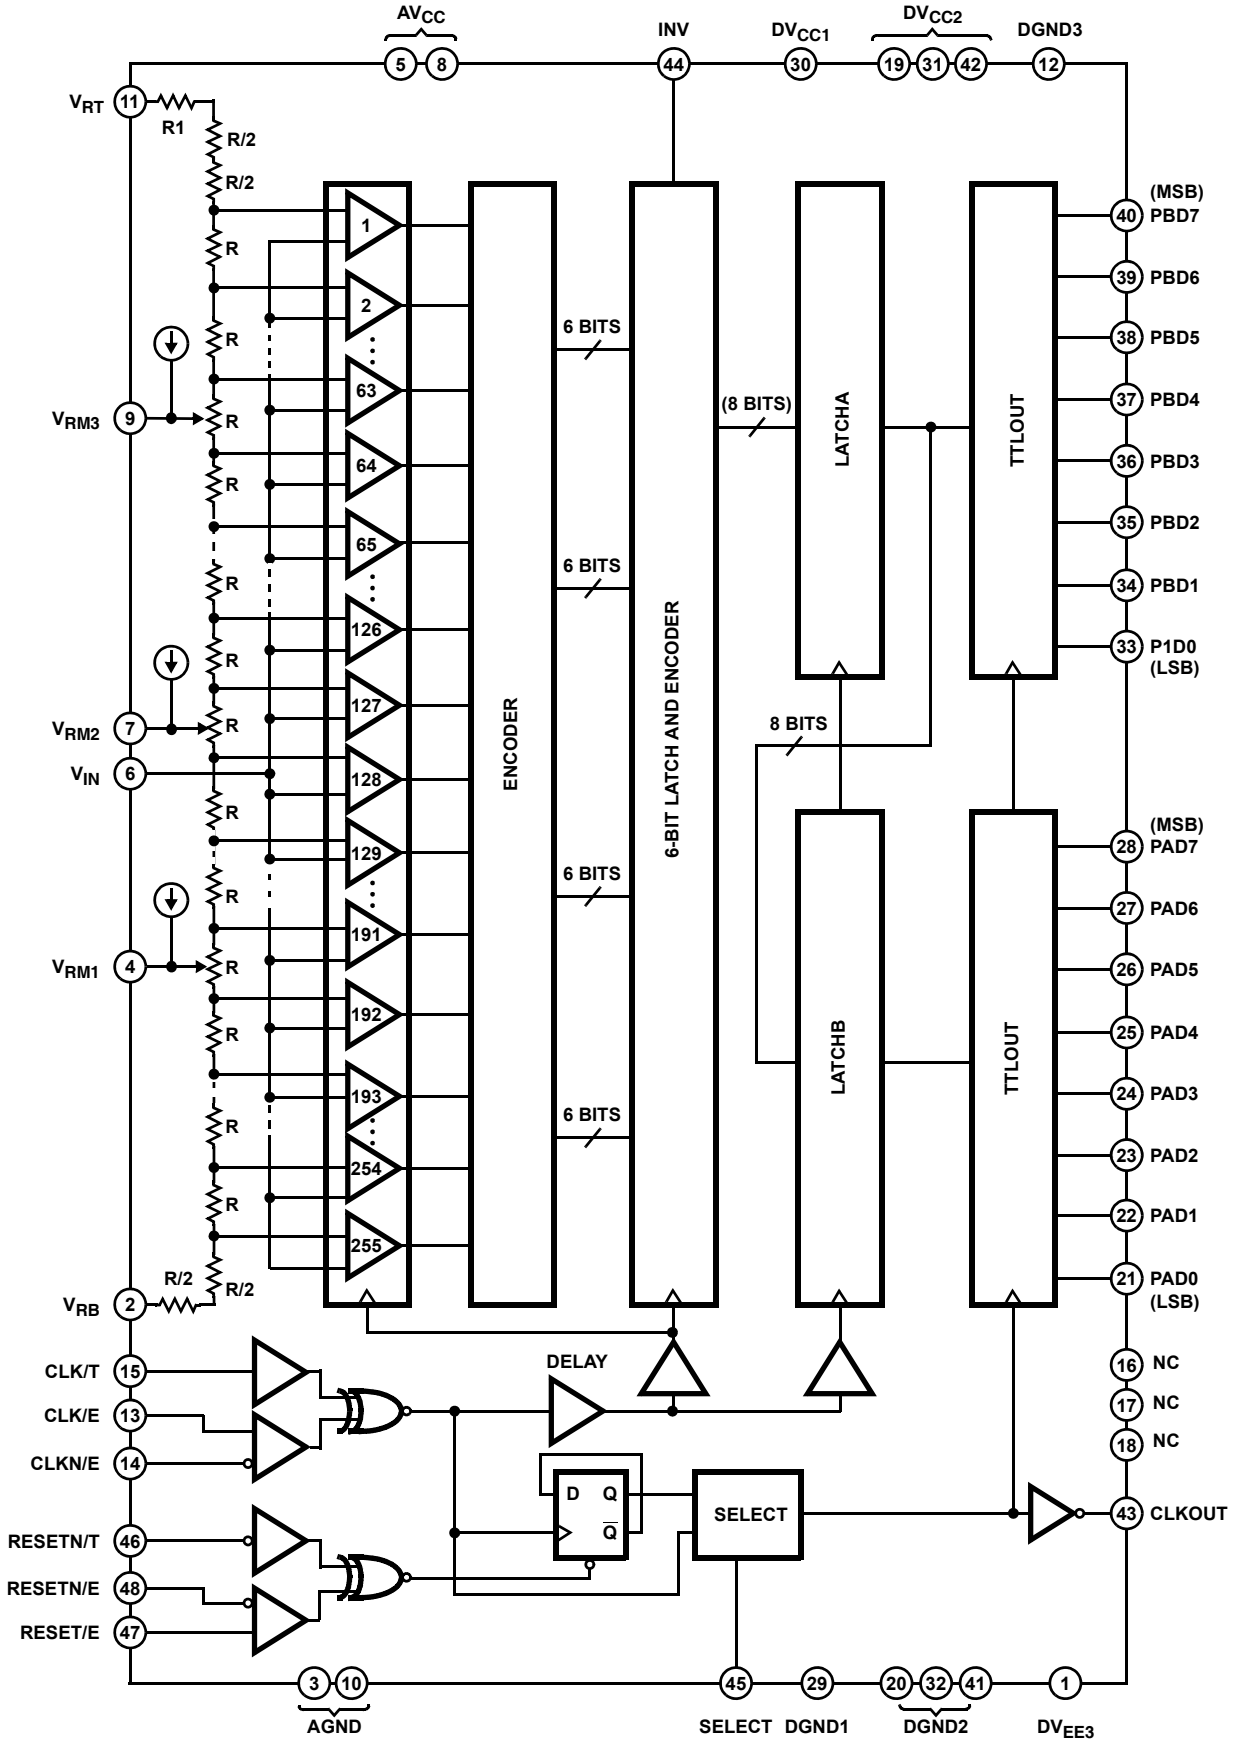 AVCC
INV
DVCC1
DVCC2
DGND3
5
8
44
30
19
31
42
12
VRT
11
R1
R/2
R/2
R
R
R
R
R
R
R
R
R
R
R
R
R
R/2
R/2
VRM3
9
VRM2
7
VIN
6
VRM1
4
VRB
2
1
2
63
64
65
126
127
128
129
191
192
193
254
255
ENCODER
6 BITS
6 BITS
6 BITS
6 BITS
6-BIT LATCH AND ENCODER
(8 BITS)
LATCHA
8 BITS
LATCHB
TTLOUT
TTLOUT
(MSB)
40 PBD7
39 PBD6
38 PBD5
37 PBD4
36 PBD3
35 PBD2
34 PBD1
33 P1D0
(LSB)
(MSB)
28 PAD7
27 PAD6
26 PAD5
25 PAD4
24 PAD3
23 PAD2
22 PAD1
21 PAD0
(LSB)
16 NC
17 NC
18 NC
43 CLKOUT
CLK/T 15
CLK/E 13
CLKN/E 14
RESETN/T 46
RESETN/E 48
RESET/E 47
DELAY
D Q
Q̅
SELECT
3
10
45
29
20
32
41
1
AGND
SELECT
DGND1
DGND2
DVEE3